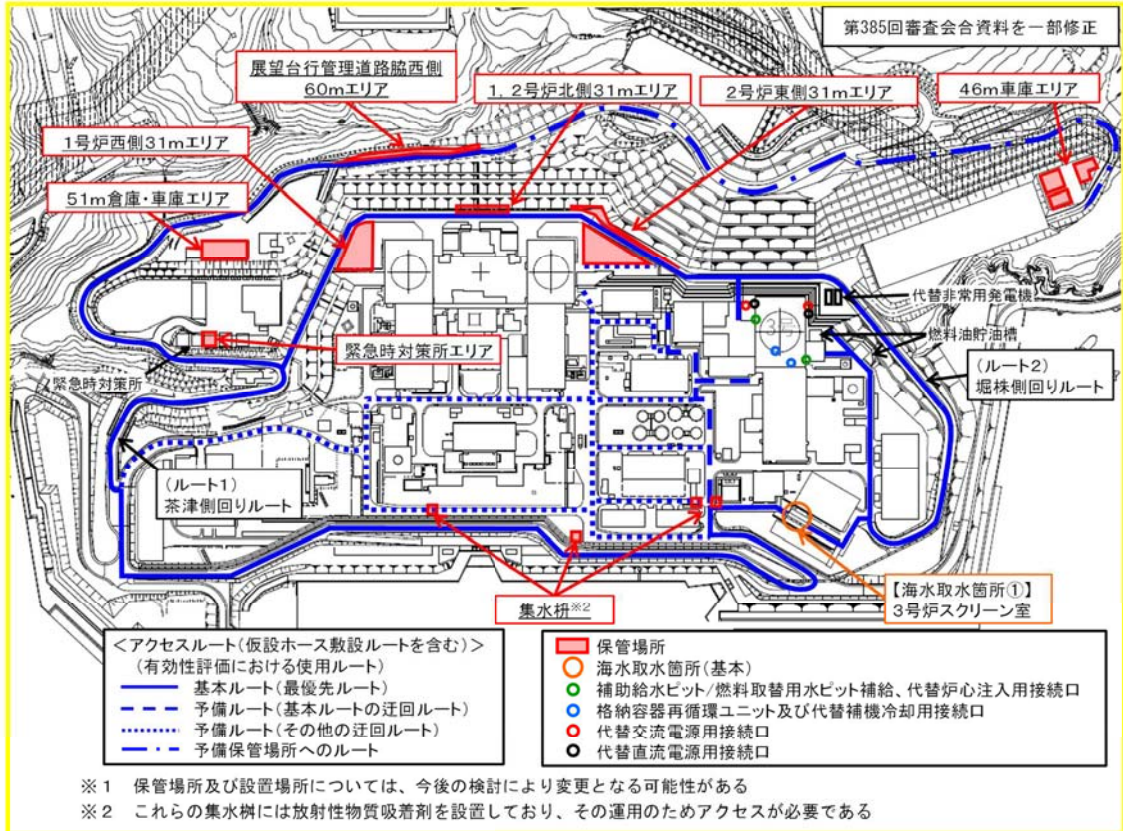 第385回審査会合資料を一部修正
展望台行管理道路脇西側
60mエリア
1,2号炉北側31mエリア
2号炉東側31mエリア
46m車庫エリア
1号炉西側31mエリア
51m倉庫・車庫エリア
代替非常用発電機
3号
燃料油貯油槽
緊急時対策所エリア
緊急時対策所
(ルート2)
堀株側回りルート
(ルート1)
茶津側回りルート
集水枡※2
【海水取水箇所①】
3号炉スクリーン室
<アクセスルート(仮設ホース敷設ルートを含む)>
(有効性評価における使用ルート)
基本ルート(最優先ルート)
予備ルート(基本ルートの迂回ルート)
予備ルート(その他の迂回ルート)
予備保管場所へのルート
保管場所
海水取水箇所(基本)
補助給水ピット/燃料取替用水ピット補給、代替炉心注入用接続口
格納容器再循環ユニット及び代替補機冷却用接続口
代替交流電源用接続口
代替直流電源用接続口
※1 保管場所及び設置場所については、今後の検討により変更となる可能性がある
※2 これらの集水桝には放射性物質吸着剤を設置しており、その運用のためアクセスが必要である